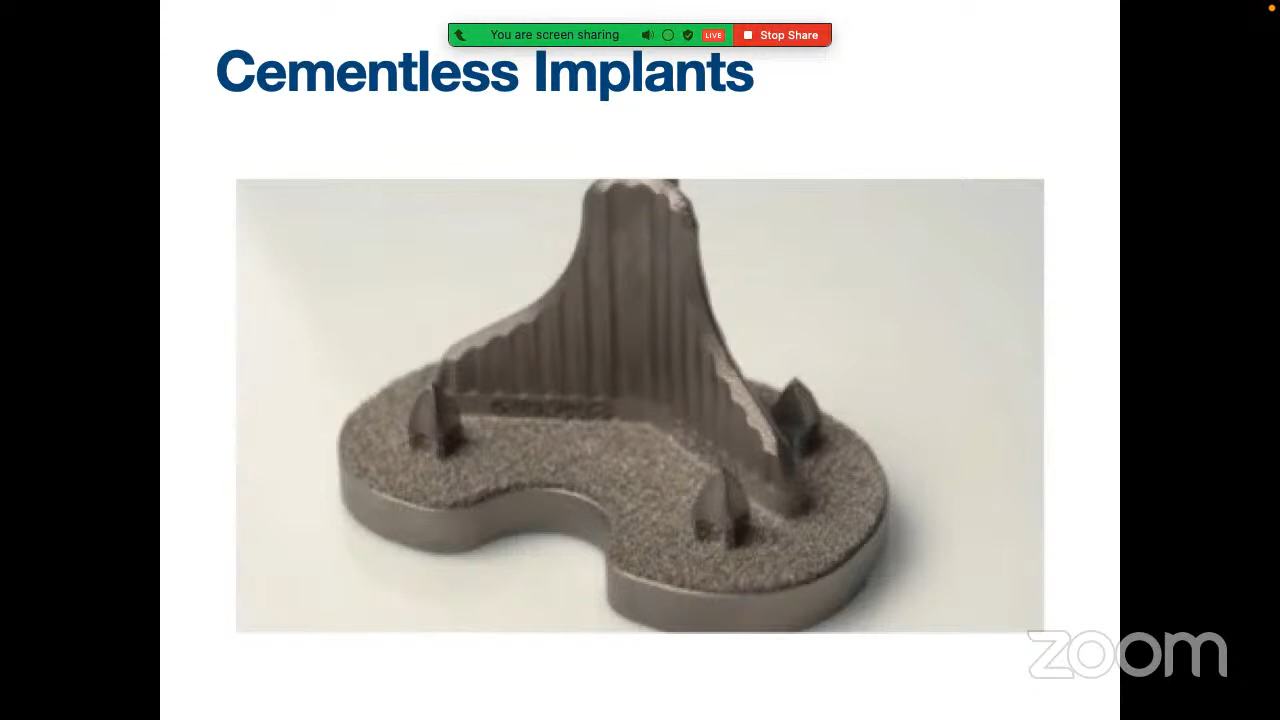 You are screen sharing
LIVE
Stop Share
Cementless Implants
zoom